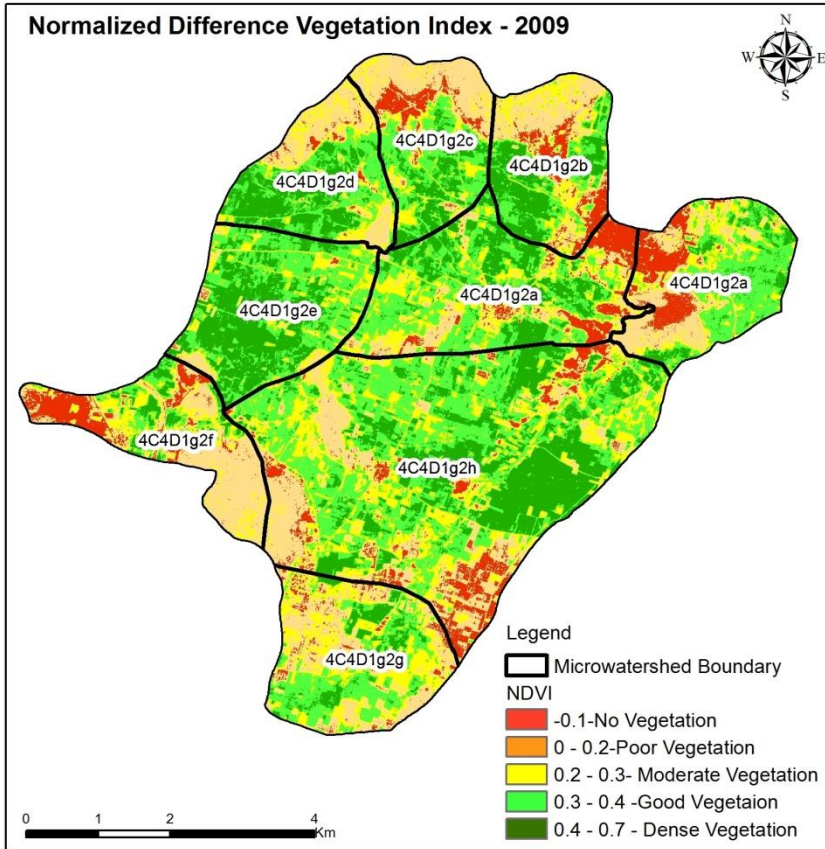 Normalized Difference Vegetation Index - 2009
N
W E
S
4C4D1g2c
4C4D1g2b
4C4D1g2d
4C4D1g2a
4C4D1g2a
4C4D1g2e
4C4D1g2f
4C4D1g2h
4C4D1g2g
Legend
Microwatershed Boundary
NDVI
-0.1-No Vegetation
0 - 0.2-Poor Vegetation
0.2 - 0.3- Moderate Vegetation
0.3 - 0.4 -Good Vegetaion
0.4 - 0.7 - Dense Vegetation
0 1 2 4
Km